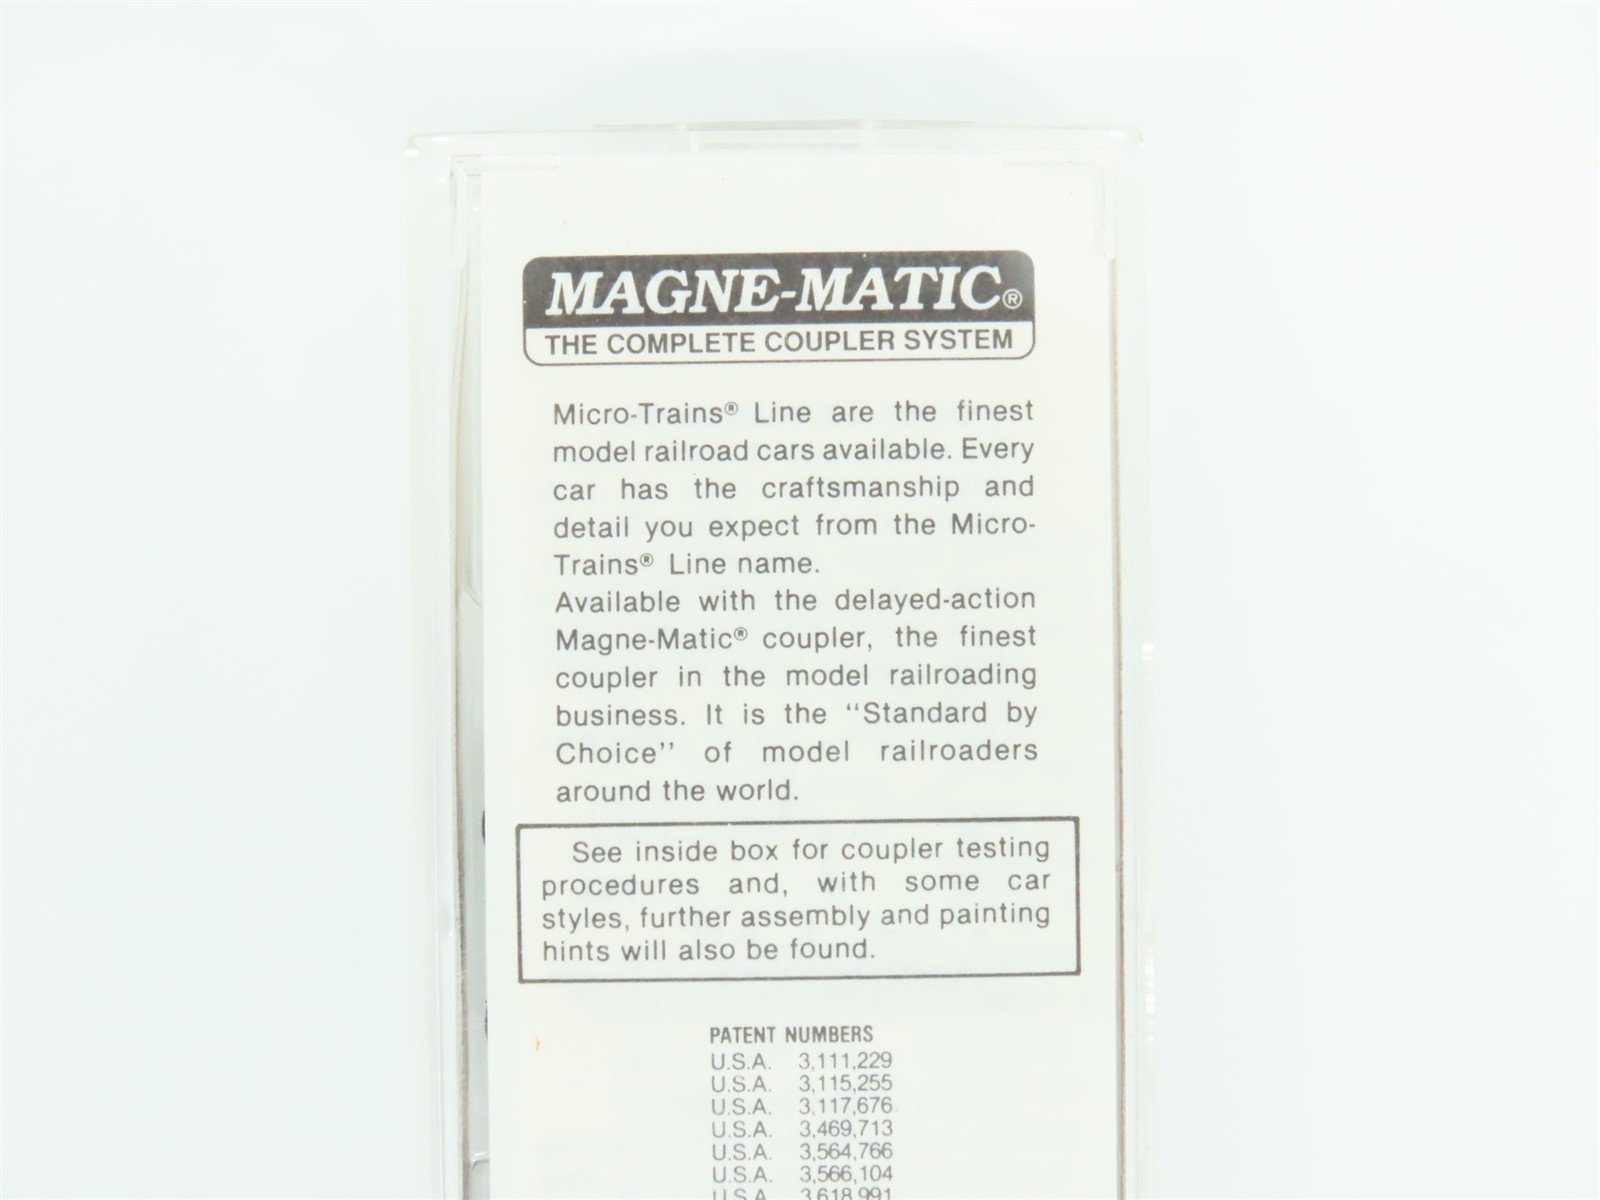 MAGNE-MATIC®
THE COMPLETE COUPLER SYSTEM
Micro-Trains® Line are the finest
model railroad cars available. Every
car has the craftsmanship and
detail you expect from the Micro-
Trains® Line name.
Available with the delayed-action
Magne-Matic® coupler, the finest
coupler in the model railroading
business. It is the "Standard by
Choice" of model railroaders
around the world.
See inside box for coupler testing
procedures and, with some car
styles, further assembly and painting
hints will also be found.
PATENT NUMBERS
U.S.A. 3,111,229
U.S.A. 3,115,255
U.S.A. 3,117,676
U.S.A. 3,469,713
U.S.A. 3,564,766
U.S.A. 3,566,104
U.S.A. 3,618,991